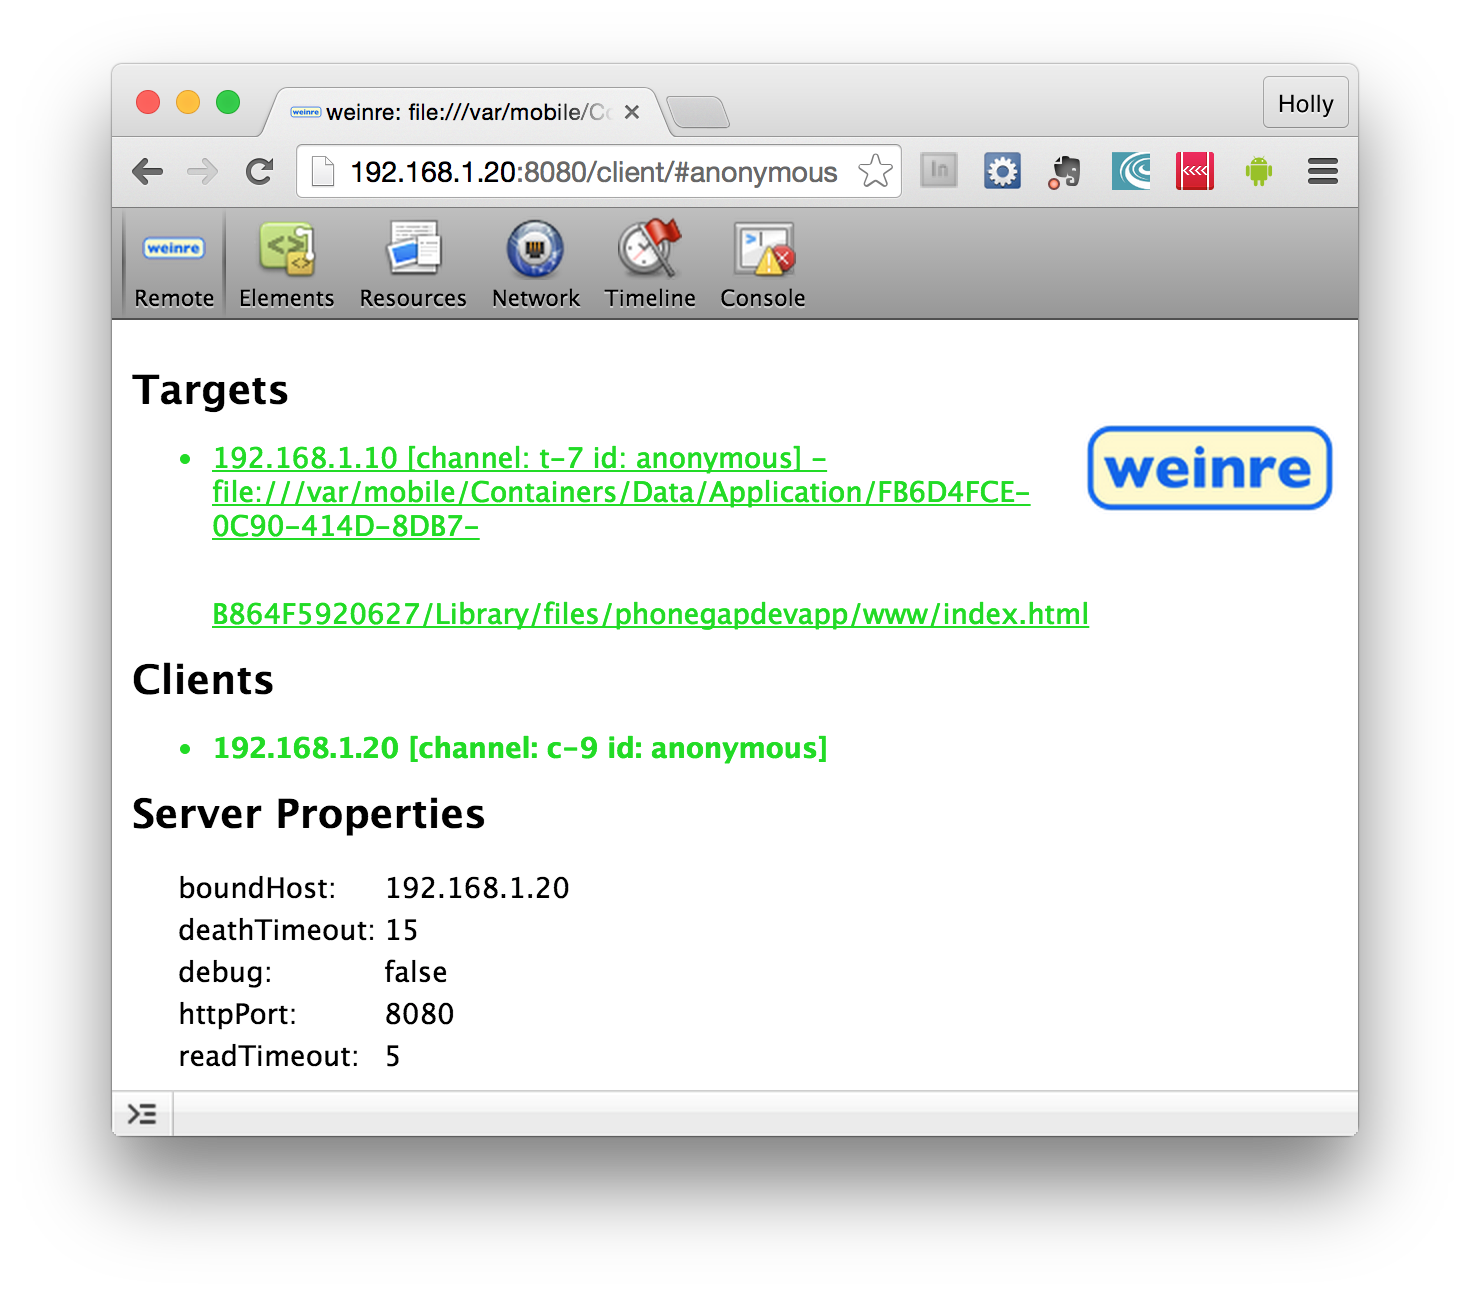 weinre weinre: file:///var/mobile/Co
Holly
192.168.1.20:8080/client/#anonymous
In
weinre
Remote Elements Resources Network Timeline Console
Targets
192.168.1.10 [channel: t-7 id: anonymous] -
file:///var/mobile/Containers/Data/Application/FB6D4FCE-
0C90-414D-8DB7-
weinre
B864F5920627/Library/files/phonegapdevapp/www/index.html
Clients
192.168.1.20 [channel: c-9 id: anonymous]
Server Properties
boundHost: 192.168.1.20
deathTimeout: 15
debug: false
httpPort: 8080
readTimeout: 5